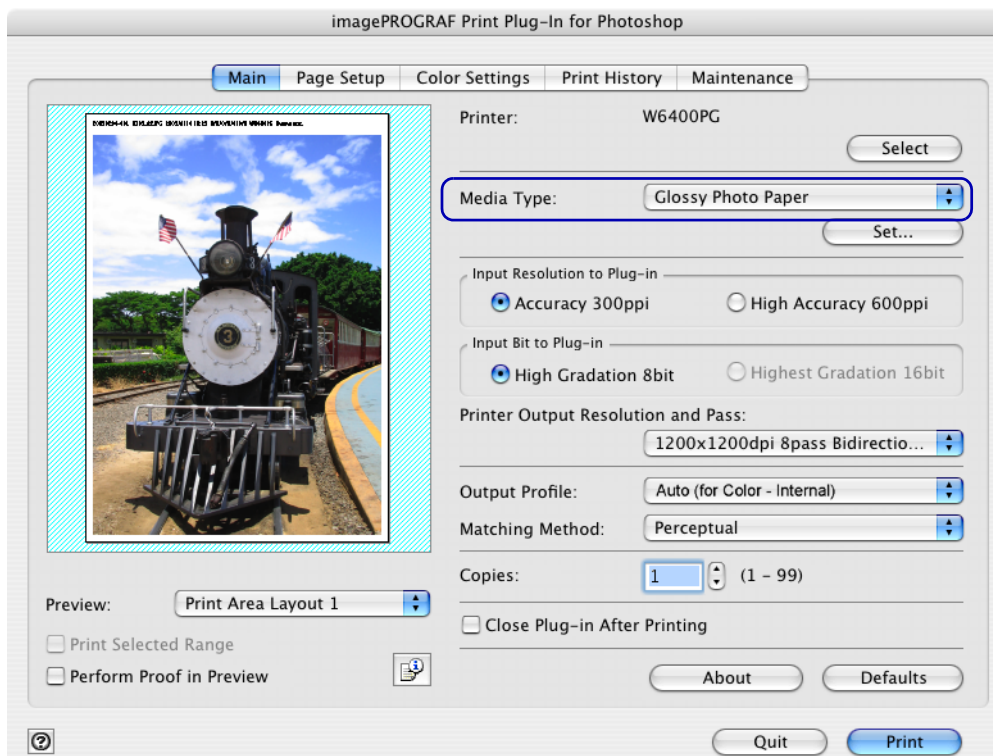 imagePROGRAF Print Plug-In for Photoshop
Main Page Setup Color Settings Print History Maintenance
Printer: W6400PG
Select
Media Type: Glossy Photo Paper
Set...
Input Resolution to Plug-in
Accuracy 300ppi High Accuracy 600ppi
Input Bit to Plug-in
High Gradation 8bit Highest Gradation 16bit
Printer Output Resolution and Pass:
1200x1200dpi 8pass Bidirectio...
Output Profile: Auto (for Color - Internal)
Matching Method: Perceptual
Copies: 1 (1 - 99)
Close Plug-in After Printing
About Defaults
3
Preview: Print Area Layout 1
Print Selected Range
Perform Proof in Preview
Quit Print